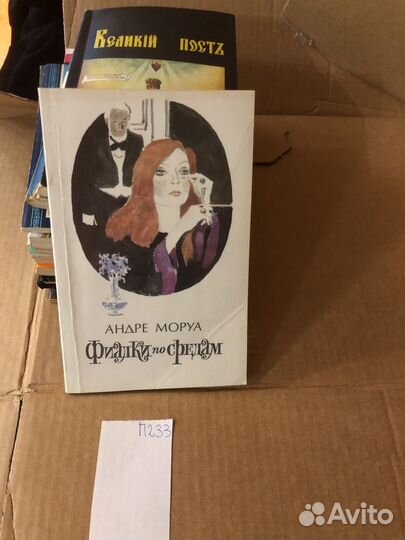 Великій постъ
АНДРЕ МОРУА
Фиалки по средам
П233
Avito